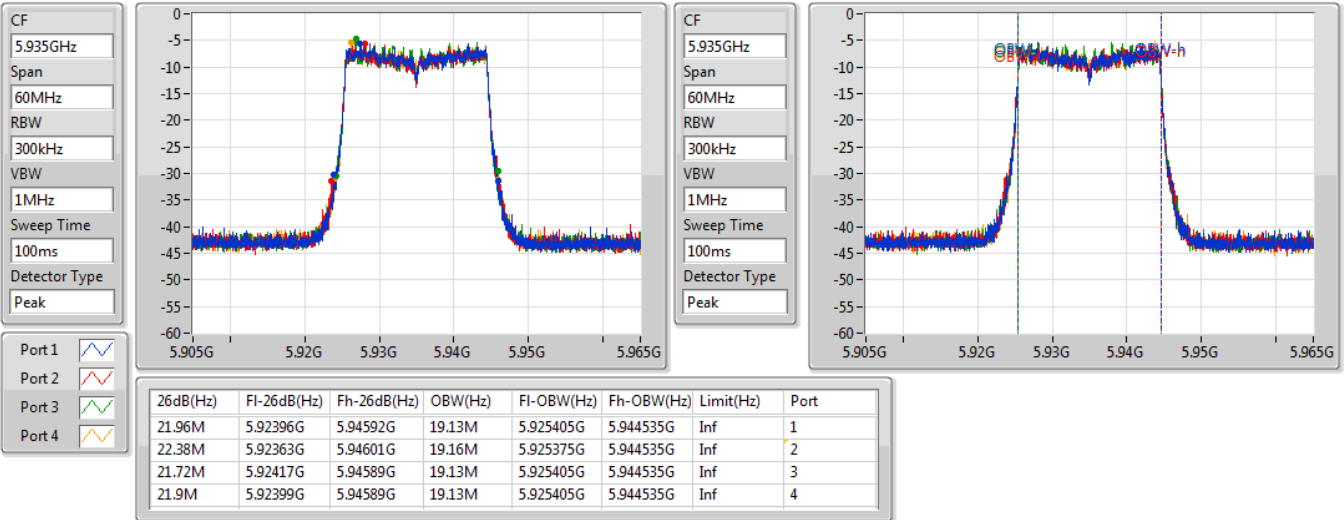 CF
5.935GHz
Span
60MHz
RBW
300kHz
VBW
1MHz
Sweep Time
100ms
Detector Type
Peak
0
-5
-10
-15
-20
-25
-30
-35
-40
-45
-50
-55
-60
5.905G 5.92G 5.93G 5.94G 5.95G 5.965G
CF
5.935GHz
Span
60MHz
RBW
300kHz
VBW
1MHz
Sweep Time
100ms
Detector Type
Peak
0
-5
-10
-15
-20
-25
-30
-35
-40
-45
-50
-55
-60
OBW-h
5.905G 5.92G 5.93G 5.94G 5.95G 5.965G
Port 1
Port 2
Port 3
Port 4
26dB(Hz) Fl-26dB(Hz) Fh-26dB(Hz) OBW(Hz) Fl-OBW(Hz) Fh-OBW(Hz) Limit(Hz) Port
21.96M 5.92396G 5.94592G 19.13M 5.925405G 5.944535G Inf 1
22.38M 5.92363G 5.94601G 19.16M 5.925375G 5.944535G Inf 2
21.72M 5.92417G 5.94589G 19.13M 5.925405G 5.944535G Inf 3
21.9M 5.92399G 5.94589G 19.13M 5.925405G 5.944535G Inf 4